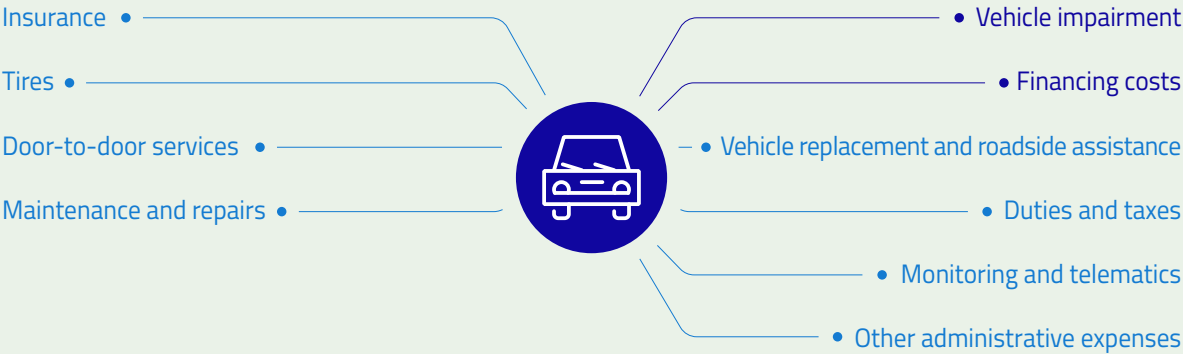 Insurance
Tires
Door-to-door services
Maintenance and repairs
Vehicle impairment
Financing costs
Vehicle replacement and roadside assistance
Duties and taxes
Monitoring and telematics
Other administrative expenses